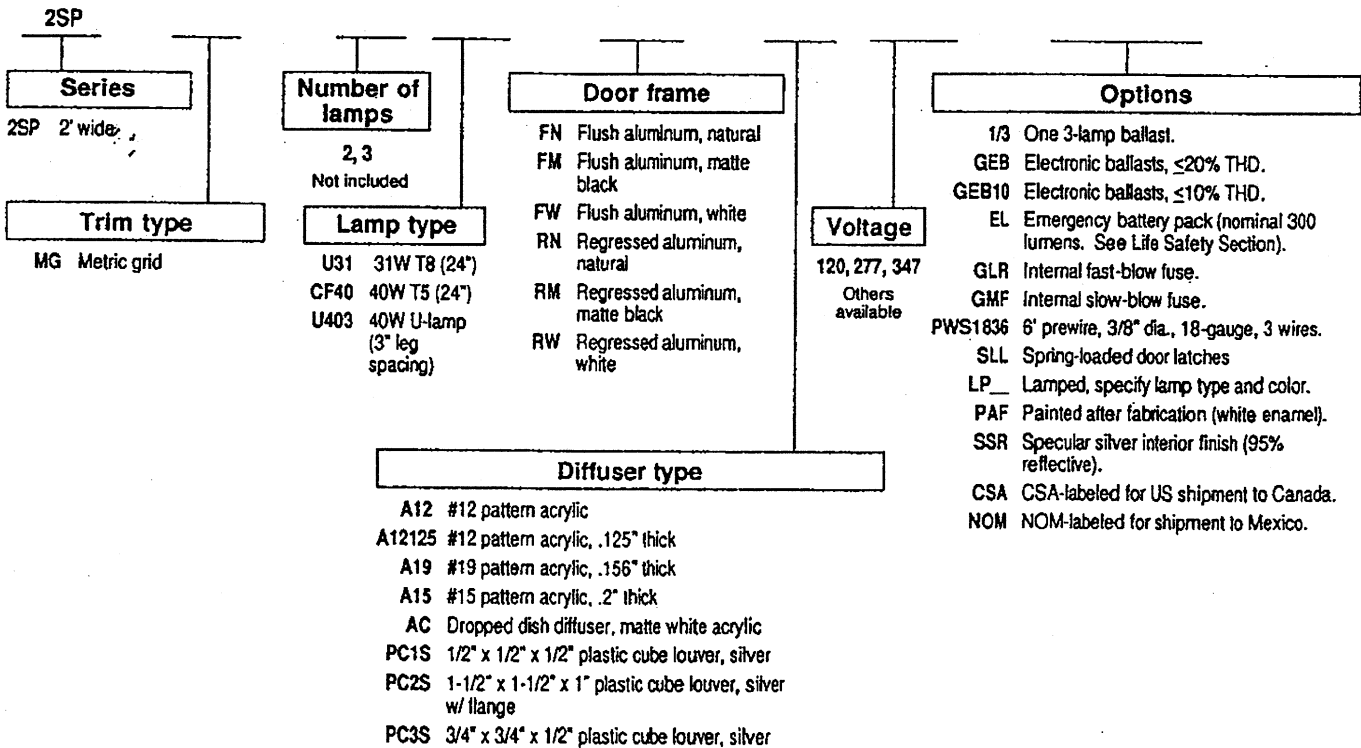 2SP
Series
2SP 2' wide
Trim type
MG Metric grid
Number of
lamps
2, 3
Not included
Lamp type
U31 31W T8 (24")
CF40 40W T5 (24")
U403 40W U-lamp
(3" leg
spacing)
Door frame
FN Flush aluminum, natural
FM Flush aluminum, matte
black
FW Flush aluminum, white
RN Regressed aluminum,
natural
RM Regressed aluminum,
matte black
RW Regressed aluminum,
white
Diffuser type
A12 #12 pattern acrylic
A12125 #12 pattern acrylic, .125" thick
A19 #19 pattern acrylic, .156" thick
A15 #15 pattern acrylic, .2" thick
AC Dropped dish diffuser, matte white acrylic
PC1S 1/2" x 1/2" x 1/2" plastic cube louver, silver
PC2S 1-1/2" x 1-1/2" x 1" plastic cube louver, silver
w/ flange
PC3S 3/4" x 3/4" x 1/2" plastic cube louver, silver
Voltage
120, 277, 347
Others
available
Options
1/3 One 3-lamp ballast.
GEB Electronic ballasts, ≤20% THD.
GEB10 Electronic ballasts, ≤10% THD.
EL Emergency battery pack (nominal 300
lumens. See Life Safety Section).
GLR Internal fast-blow fuse.
GMF Internal slow-blow fuse.
PWS1836 6' prewire, 3/8" dia., 18-gauge, 3 wires.
SLL Spring-loaded door latches
LP__ Lamped, specify lamp type and color.
PAF Painted after fabrication (white enamel).
SSR Specular silver interior finish (95%
reflective).
CSA CSA-labeled for US shipment to Canada.
NOM NOM-labeled for shipment to Mexico.